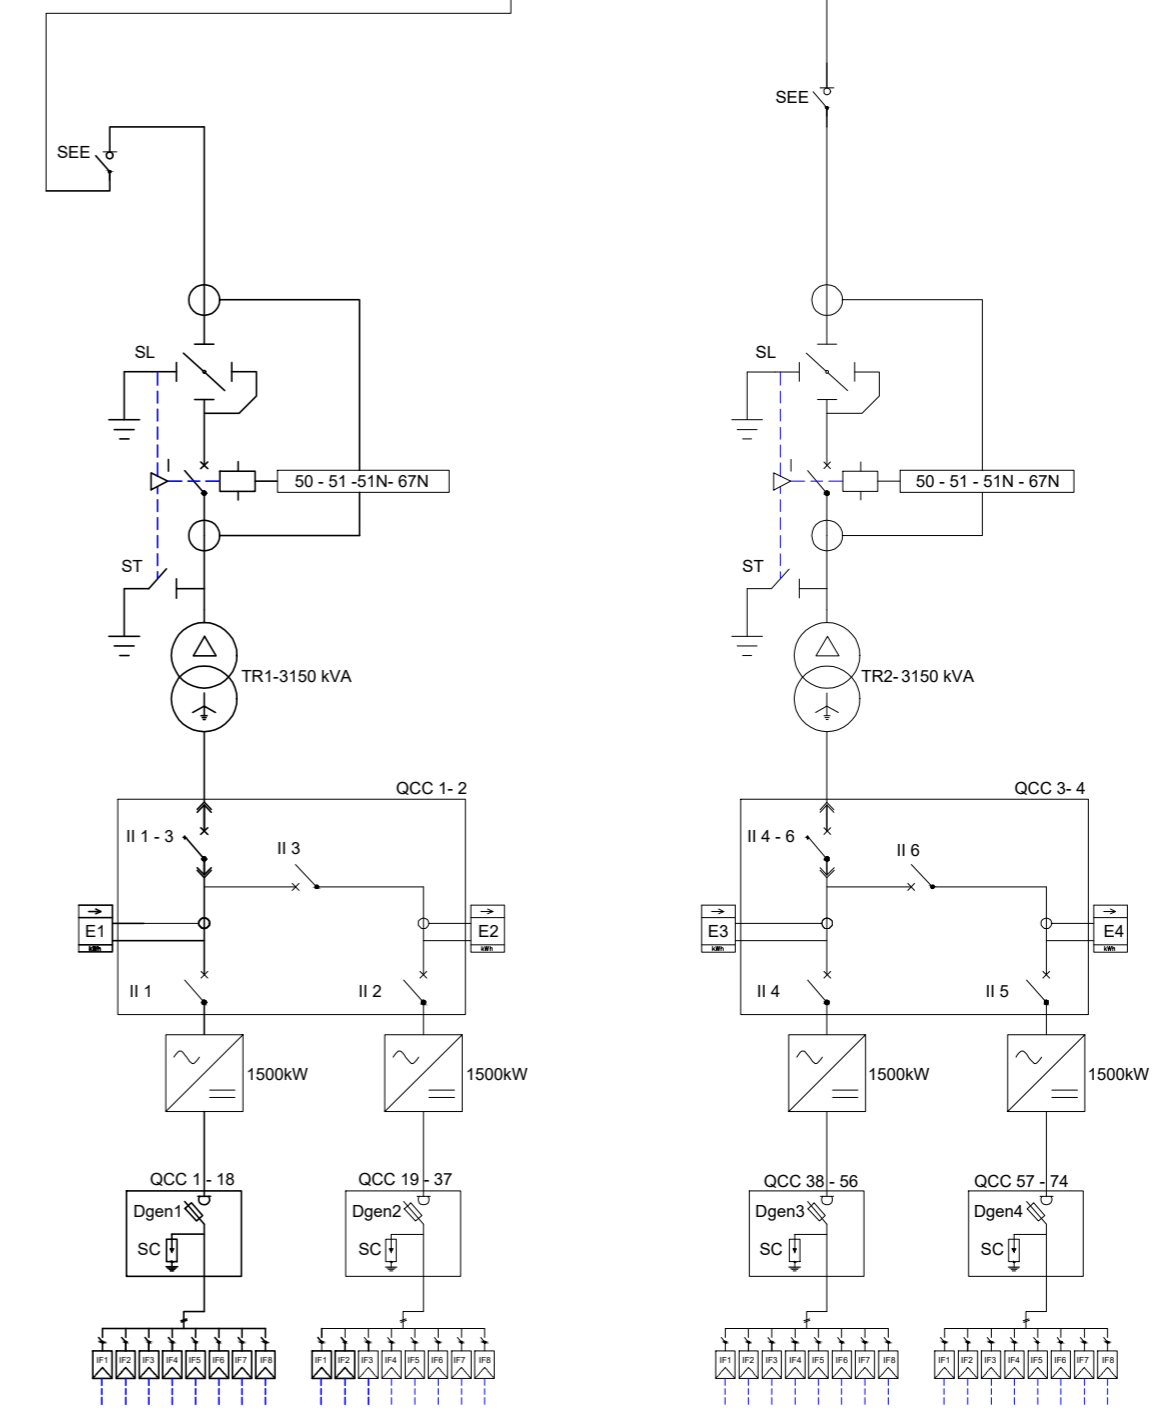 SEE
SEE
SL
SL
I
50 - 51 -51N- 67N
I
50 - 51 - 51N - 67N
ST
ST
TR1-3150 kVA
TR2- 3150 kVA
QCC 1- 2
QCC 3- 4
II 1 - 3
II 3
II 4 - 6
II 6
E1
kWh
E2
kWh
E3
kWh
E4
kWh
II 1
II 2
II 4
II 5
1500kW
1500kW
1500kW
1500kW
QCC 1 - 18
QCC 19 - 37
QCC 38 - 56
QCC 57 - 74
Dgen1
Dgen2
Dgen3
Dgen4
SC
SC
SC
SC
IF1 IF2 IF3 IF4 IF5 IF6 IF7 IF8
IF1 IF2 IF3 IF4 IF5 IF6 IF7 IF8
IF1 IF2 IF3 IF4 IF5 IF6 IF7 IF8
IF1 IF2 IF3 IF4 IF5 IF6 IF7 IF8